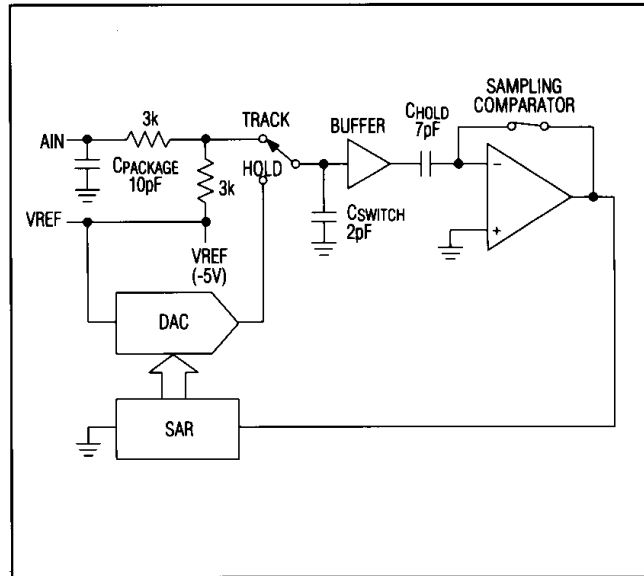 SAMPLING
COMPARATOR
CHOLD
7pF
3k
TRACK
BUFFER
AIN
HOLD
CPACKAGE
10pF
3k
−
+
CSWITCH
2pF
VREF
VREF
(-5V)
DAC
SAR